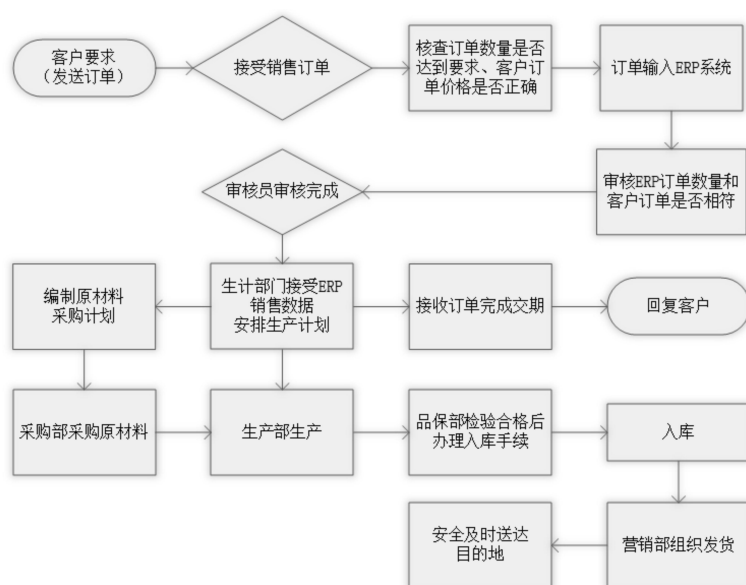 客户要求
（发送订单）
接受销售订单
核查订单数量是否
达到要求、客户订
单价格是否正确
订单输入ERP系统
审核ERP订单数量和
客户订单是否相符
审核员审核完成
编制原材料
采购计划
生计部门接受ERP
销售数据
安排生产计划
接收订单完成交期
回复客户
采购部采购原材料
生产部生产
品保部检验合格后
办理入库手续
入库
安全及时送达
目的地
营销部组织发货